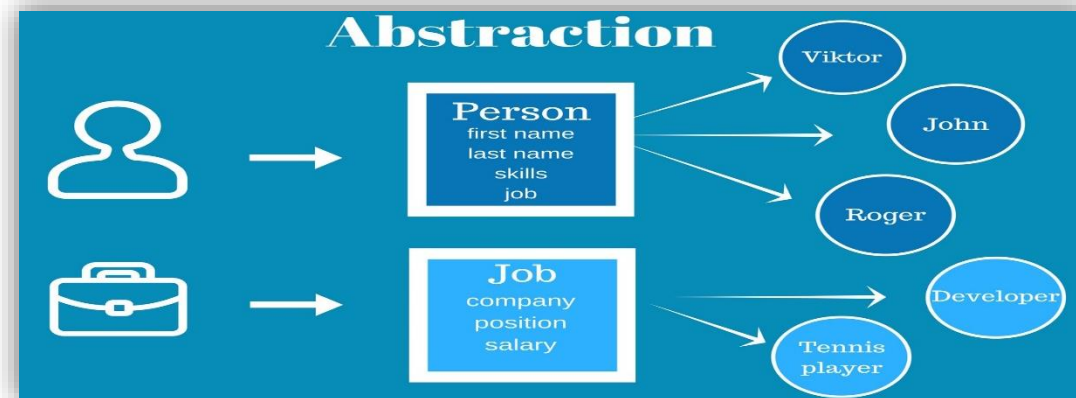 Abstraction
Person
first name
last name
skills
job
Viktor
John
Roger
Job
company
position
salary
Developer
Tennis
player